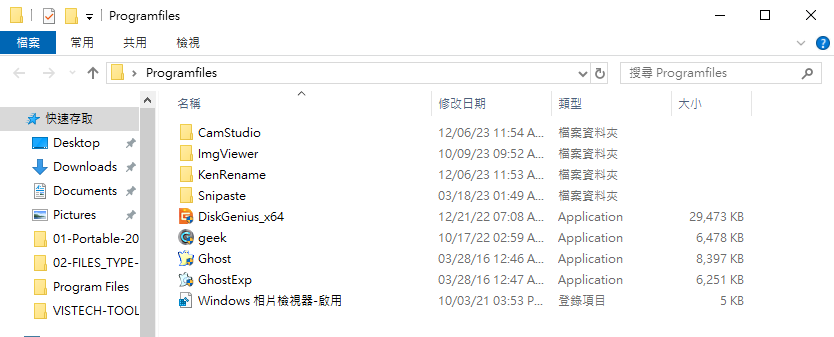 Programfiles
檔案 常用 共用 檢視
Programfiles 搜尋 Programfiles
名稱 修改日期 類型 大小
快速存取
Desktop
Downloads
Documents
Pictures
01-Portable-20
02-FILES_TYPE-
Program Files
VISTECH-TOOL
CamStudio 12/06/23 11:54 A... 檔案資料夾
ImgViewer 10/09/23 09:52 A... 檔案資料夾
KenRename 12/06/23 11:53 A... 檔案資料夾
Snipaste 03/18/23 01:49 A... 檔案資料夾
DiskGenius_x64 12/21/22 07:08 A... Application 29,473 KB
geek 10/17/22 02:59 A... Application 6,478 KB
Ghost 03/28/16 12:46 A... Application 8,397 KB
GhostExp 03/28/16 12:47 A... Application 6,251 KB
Windows 相片檢視器-啟用 10/03/21 03:53 P... 登錄項目 5 KB